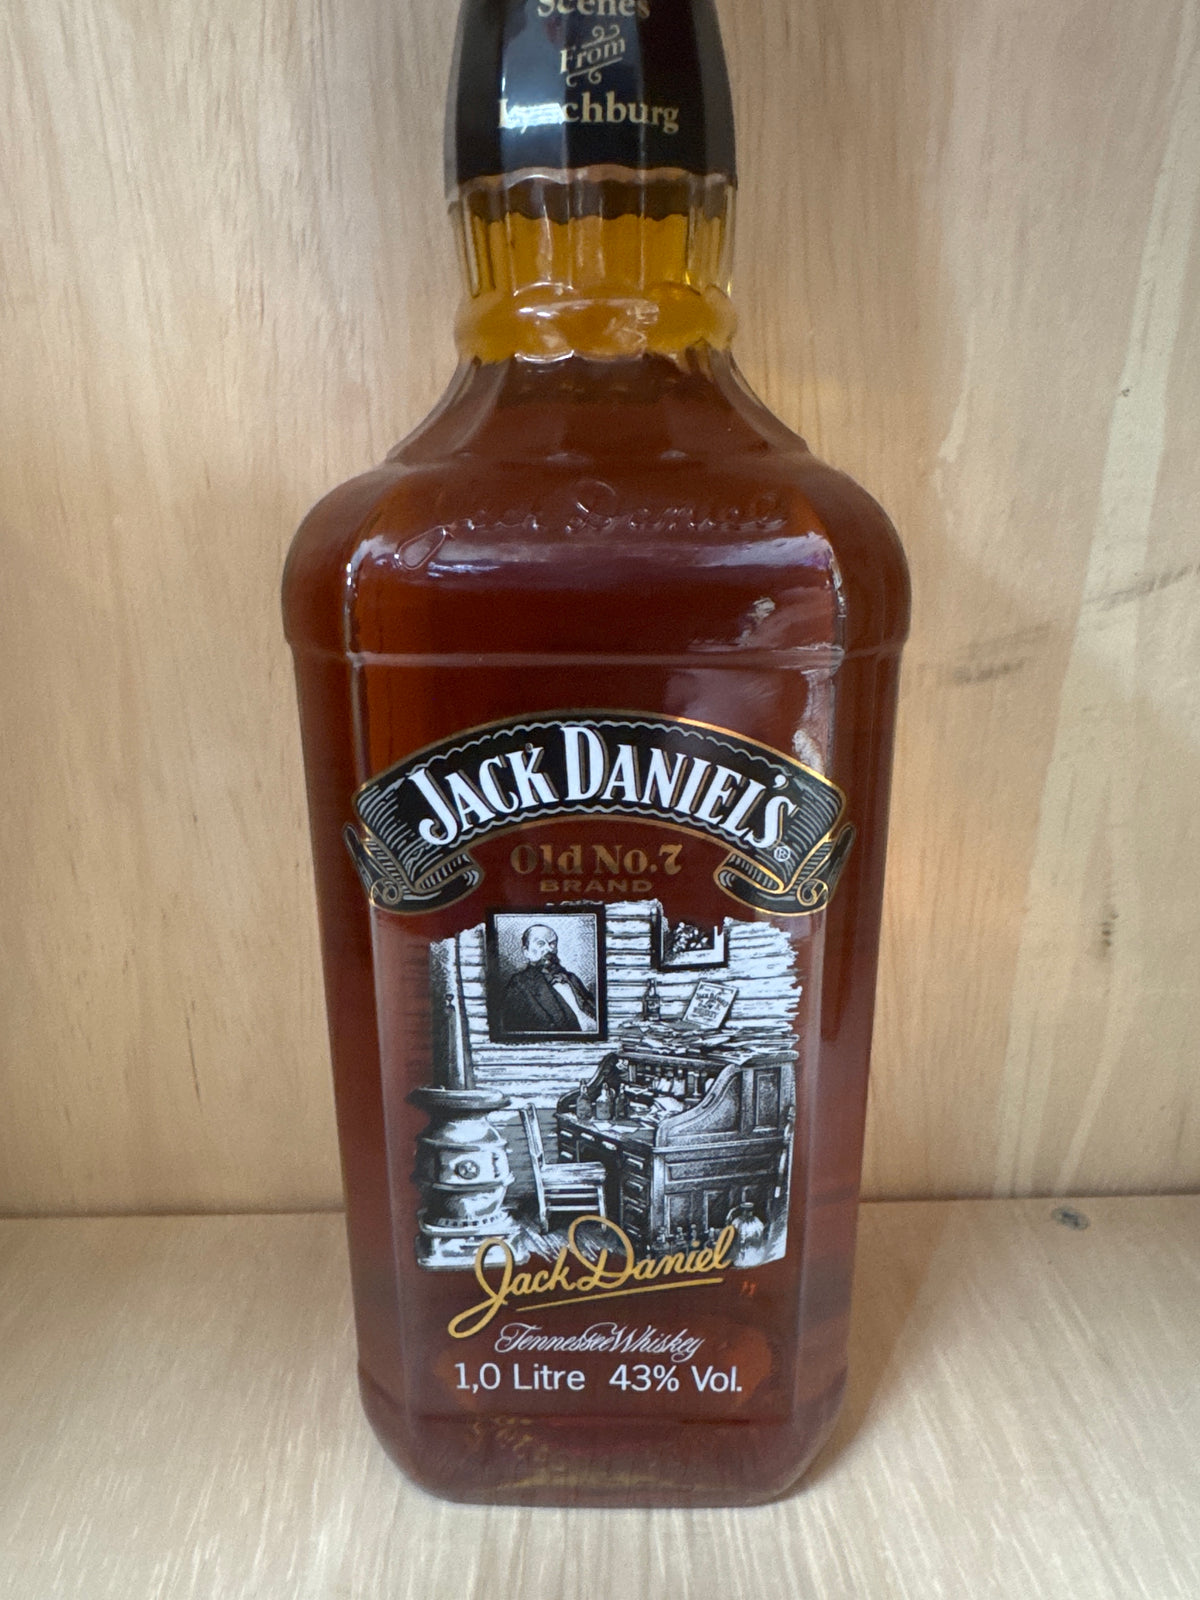 Scenes
From
Lynchburg
Jack Daniel
JACK DANIEL'S®
Old No.7
BRAND
Jack Daniel
Tennessee Whiskey
1,0 Litre 43% Vol.